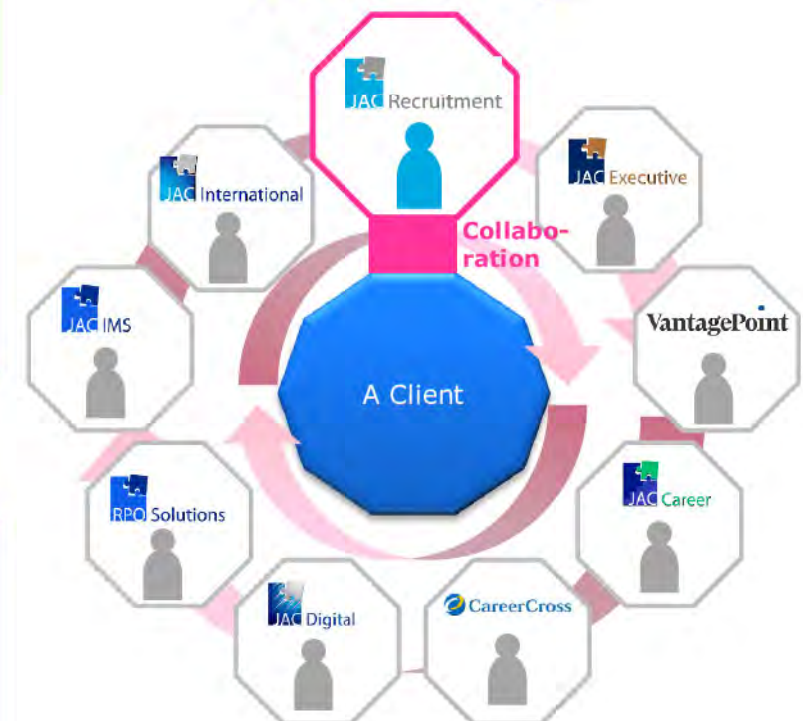 JAC Recruitment
JAC International
JAC Executive
Collabo-
ration
JAC IMS
VantagePoint
A Client
RPO Solutions
JAC Career
JAC Digital
CareerCross